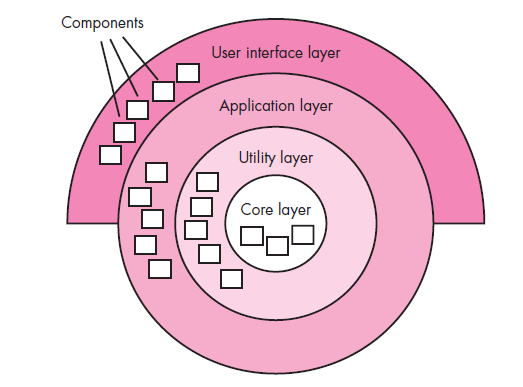 Components
User interface layer
Application layer
Utility layer
Core layer